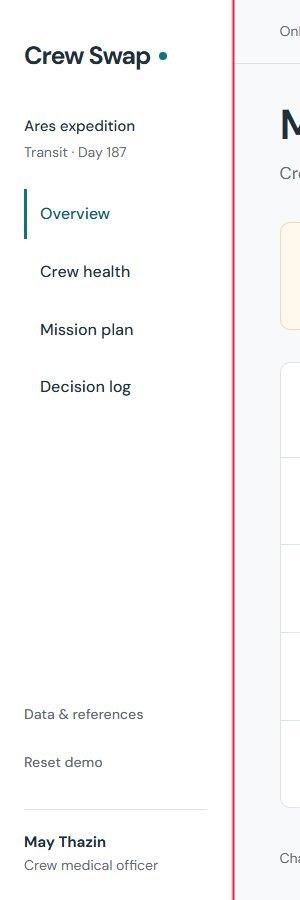 Crew Swap
Ares expedition
Transit · Day 187
Overview
Crew health
Mission plan
Decision log
Data & references
Reset demo
May Thazin
Crew medical officer